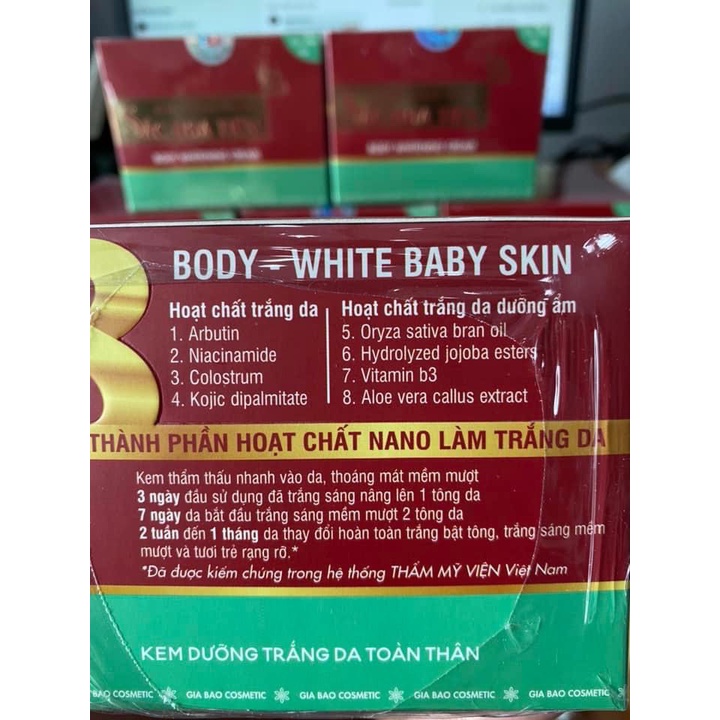 BODY - WHITE BABY SKIN
Hoạt chất trắng da
1. Arbutin
2. Niacinamide
3. Colostrum
4. Kojic dipalmitate
Hoạt chất trắng da dưỡng ẩm
5. Oryza sativa bran oil
6. Hydrolyzed jojoba esters
7. Vitamin b3
8. Aloe vera callus extract
8
THÀNH PHẦN HOẠT CHẤT NANO LÀM TRẮNG DA
Kem thẩm thấu nhanh vào da, thoáng mát mềm mượt
3 ngày đầu sử dụng đã trắng sáng nâng lên 1 tông da
7 ngày da bắt đầu trắng sáng mềm mượt 2 tông da
2 tuần đến 1 tháng da thay đổi hoàn toàn trắng bật tông, trắng sáng mềm
mượt và tươi trẻ rạng rỡ.*
*Đã được kiểm chứng trong hệ thống THẨM MỸ VIỆN Việt Nam
KEM DƯỠNG TRẮNG DA TOÀN THÂN
BAO COSMETIC GIA BAO COSMETIC GIA BAO COSMETIC GIA BAO COSMETIC